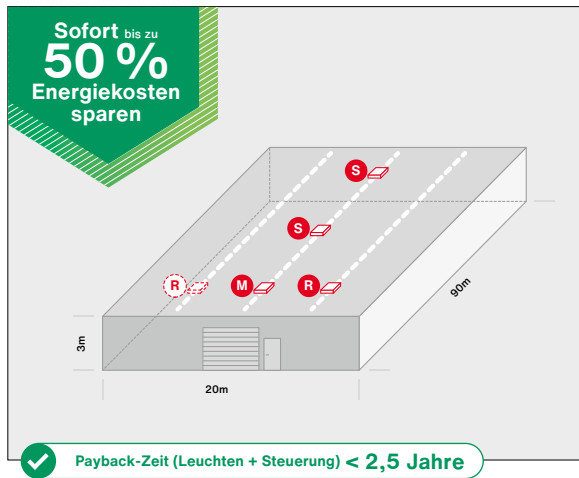 Sofort bis zu
50 %
Energiekosten
sparen
S
S
R
M
R
90m
3m
20m
Payback-Zeit (Leuchten + Steuerung) < 2,5 Jahre